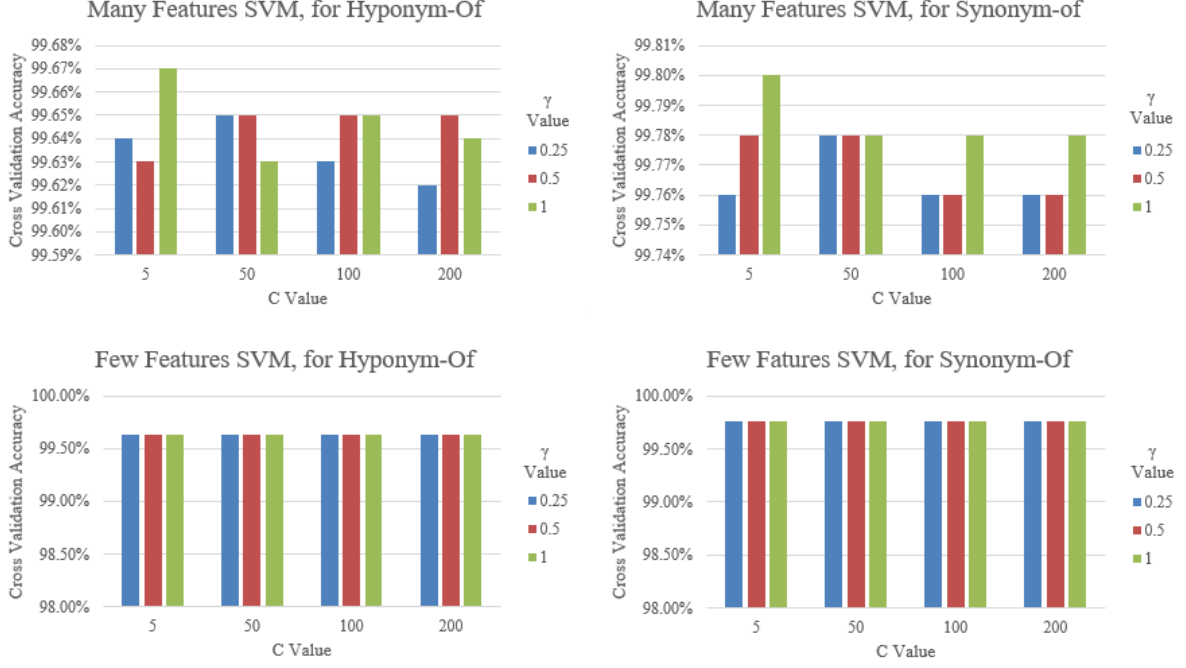 Many Features SVM, for Hyponym-Of
Cross Validation Accuracy
99.68%
99.67%
99.66%
99.65%
99.64%
99.63%
99.62%
99.61%
99.60%
99.59%
5
50
100
200
C Value
γ
Value
0.25
0.5
1
Many Features SVM, for Synonym-of
Cross Validation Accuracy
99.81%
99.80%
99.79%
99.78%
99.77%
99.76%
99.75%
99.74%
5
50
100
200
C Value
γ
Value
0.25
0.5
1
Few Features SVM, for Hyponym-Of
Cross Validation Accuracy
100.00%
99.50%
99.00%
98.50%
98.00%
5
50
100
200
C Value
γ
Value
0.25
0.5
1
Few Fatures SVM, for Synonym-Of
Cross Validation Accuracy
100.00%
99.50%
99.00%
98.50%
98.00%
5
50
100
200
C Value
γ
Value
0.25
0.5
1